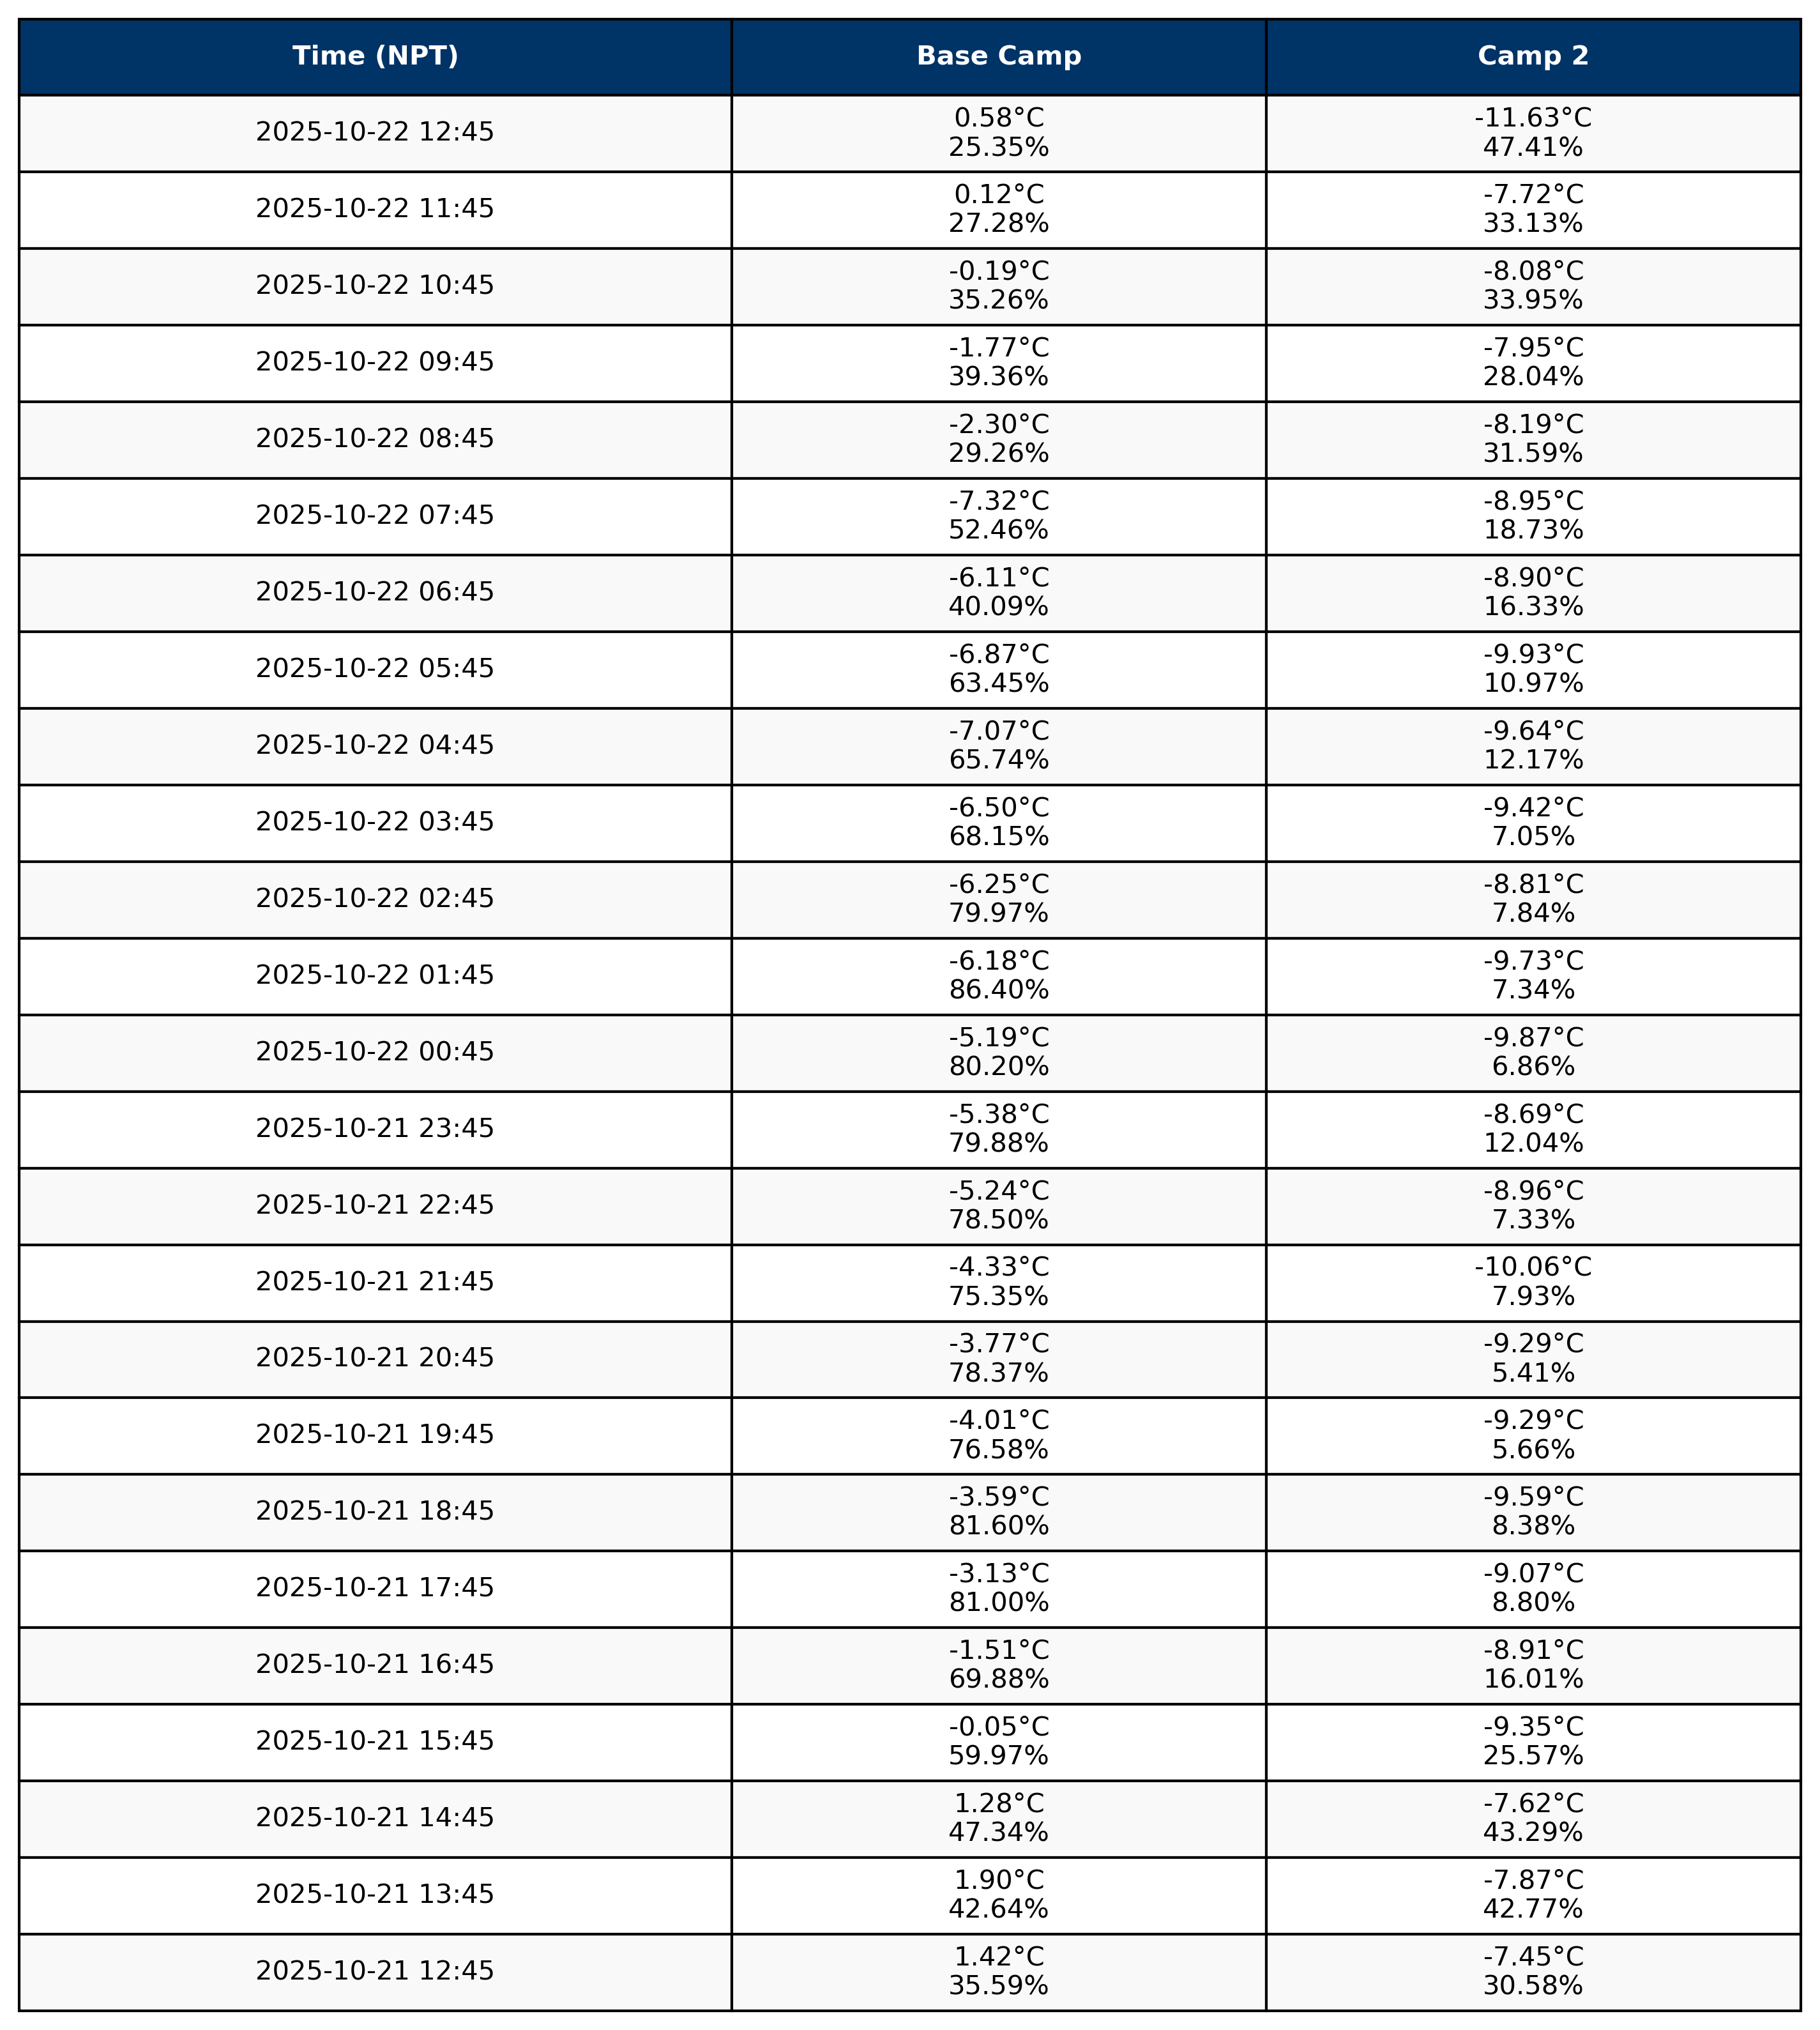 Time (NPT) Base Camp Camp 2
2025-10-22 12:45 0.58°C -11.63°C
25.35% 47.41%
2025-10-22 11:45 0.12°C -7.72°C
27.28% 33.13%
2025-10-22 10:45 -0.19°C -8.08°C
35.26% 33.95%
2025-10-22 09:45 -1.77°C -7.95°C
39.36% 28.04%
2025-10-22 08:45 -2.30°C -8.19°C
29.26% 31.59%
2025-10-22 07:45 -7.32°C -8.95°C
52.46% 18.73%
2025-10-22 06:45 -6.11°C -8.90°C
40.09% 16.33%
2025-10-22 05:45 -6.87°C -9.93°C
63.45% 10.97%
2025-10-22 04:45 -7.07°C -9.64°C
65.74% 12.17%
2025-10-22 03:45 -6.50°C -9.42°C
68.15% 7.05%
2025-10-22 02:45 -6.25°C -8.81°C
79.97% 7.84%
2025-10-22 01:45 -6.18°C -9.73°C
86.40% 7.34%
2025-10-22 00:45 -5.19°C -9.87°C
80.20% 6.86%
2025-10-21 23:45 -5.38°C -8.69°C
79.88% 12.04%
2025-10-21 22:45 -5.24°C -8.96°C
78.50% 7.33%
2025-10-21 21:45 -4.33°C -10.06°C
75.35% 7.93%
2025-10-21 20:45 -3.77°C -9.29°C
78.37% 5.41%
2025-10-21 19:45 -4.01°C -9.29°C
76.58% 5.66%
2025-10-21 18:45 -3.59°C -9.59°C
81.60% 8.38%
2025-10-21 17:45 -3.13°C -9.07°C
81.00% 8.80%
2025-10-21 16:45 -1.51°C -8.91°C
69.88% 16.01%
2025-10-21 15:45 -0.05°C -9.35°C
59.97% 25.57%
2025-10-21 14:45 1.28°C -7.62°C
47.34% 43.29%
2025-10-21 13:45 1.90°C -7.87°C
42.64% 42.77%
2025-10-21 12:45 1.42°C -7.45°C
35.59% 30.58%